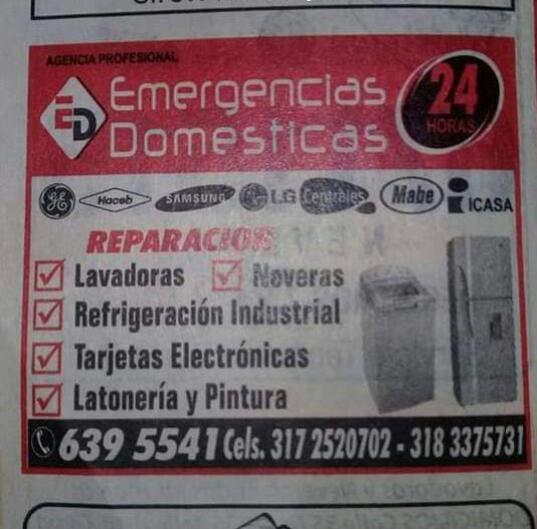 AGENCIA PROFESIONAL
ED Emergencias Domesticas
24 HORAS
GE Haceb SAMSUNG LG Centrales Mabe iCASA
REPARACION
Lavadoras Neveras
Refrigeración Industrial
Tarjetas Electrónicas
Latonería y Pintura
639 5541 Cels. 317 2520702 - 318 3375731